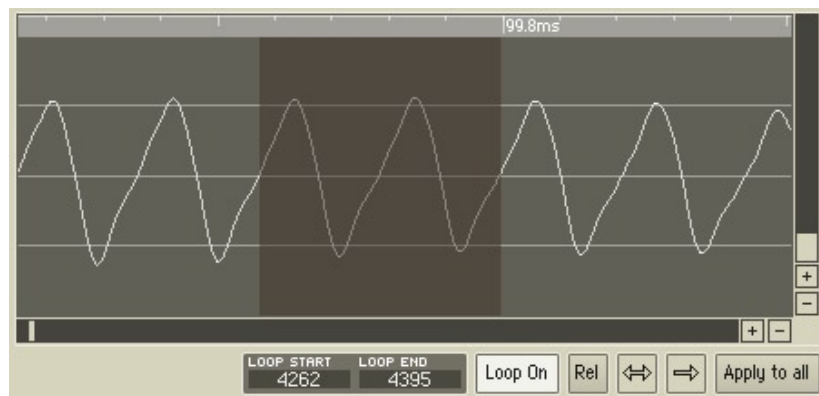 99.8ms
+
−
+ −
LOOP START LOOP END
4262 4395 Loop On Rel Apply to all